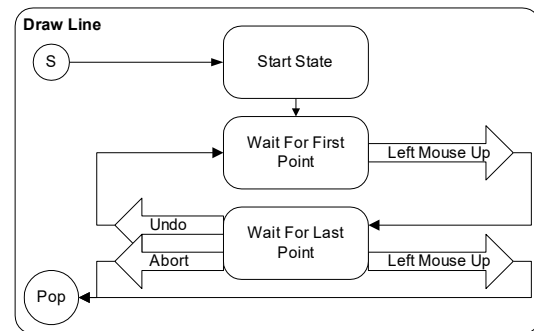 Draw Line
S
Start State
Wait For First
Point
Left Mouse Up
Undo
Wait For Last
Point
Abort
Left Mouse Up
Pop